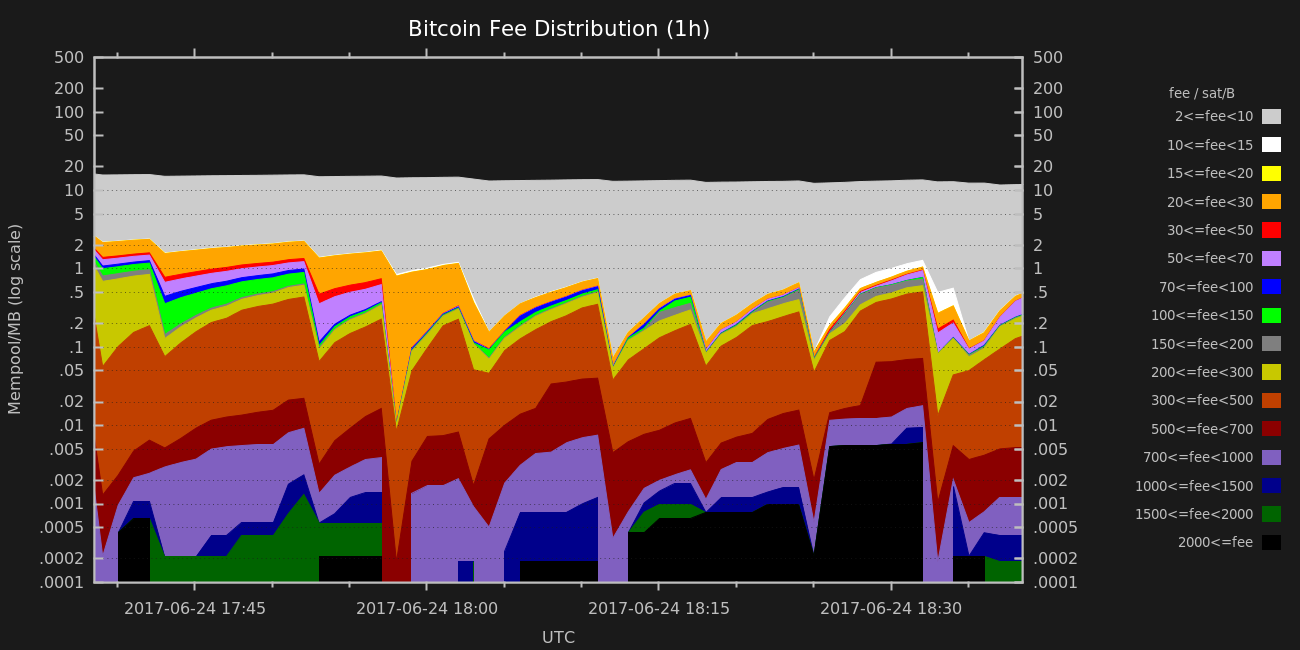 Bitcoin Fee Distribution (1h)
500
200
100
50
20
10
5
2
1
.5
.2
.1
.05
.02
.01
.005
.002
.001
.0005
.0002
.0001
Mempool/MB (log scale)
500
200
100
50
20
10
5
2
1
.5
.2
.1
.05
.02
.01
.005
.002
.001
.0005
.0002
.0001
2017-06-24 17:45 2017-06-24 18:00 2017-06-24 18:15 2017-06-24 18:30
UTC
fee / sat/B
2<=fee<10
10<=fee<15
15<=fee<20
20<=fee<30
30<=fee<50
50<=fee<70
70<=fee<100
100<=fee<150
150<=fee<200
200<=fee<300
300<=fee<500
500<=fee<700
700<=fee<1000
1000<=fee<1500
1500<=fee<2000
2000<=fee